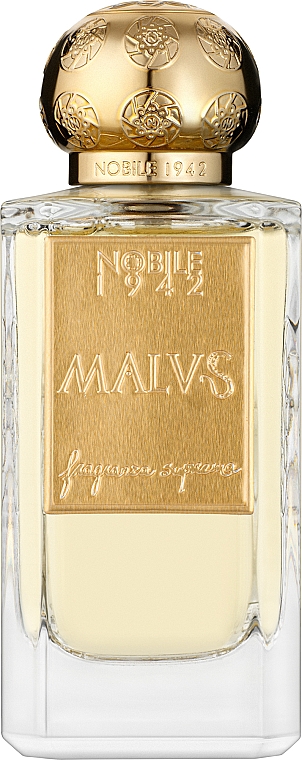 NOBILE 1942
NOBILE
1942
MALVS
fragranza suprema